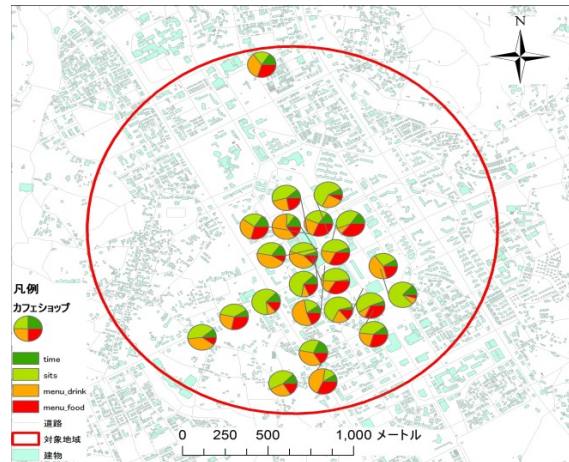 N
凡例
カフェショップ
time
sits
menu_drink
menu_food
道路
対象地域
建物
0 250 500 1,000 メートル